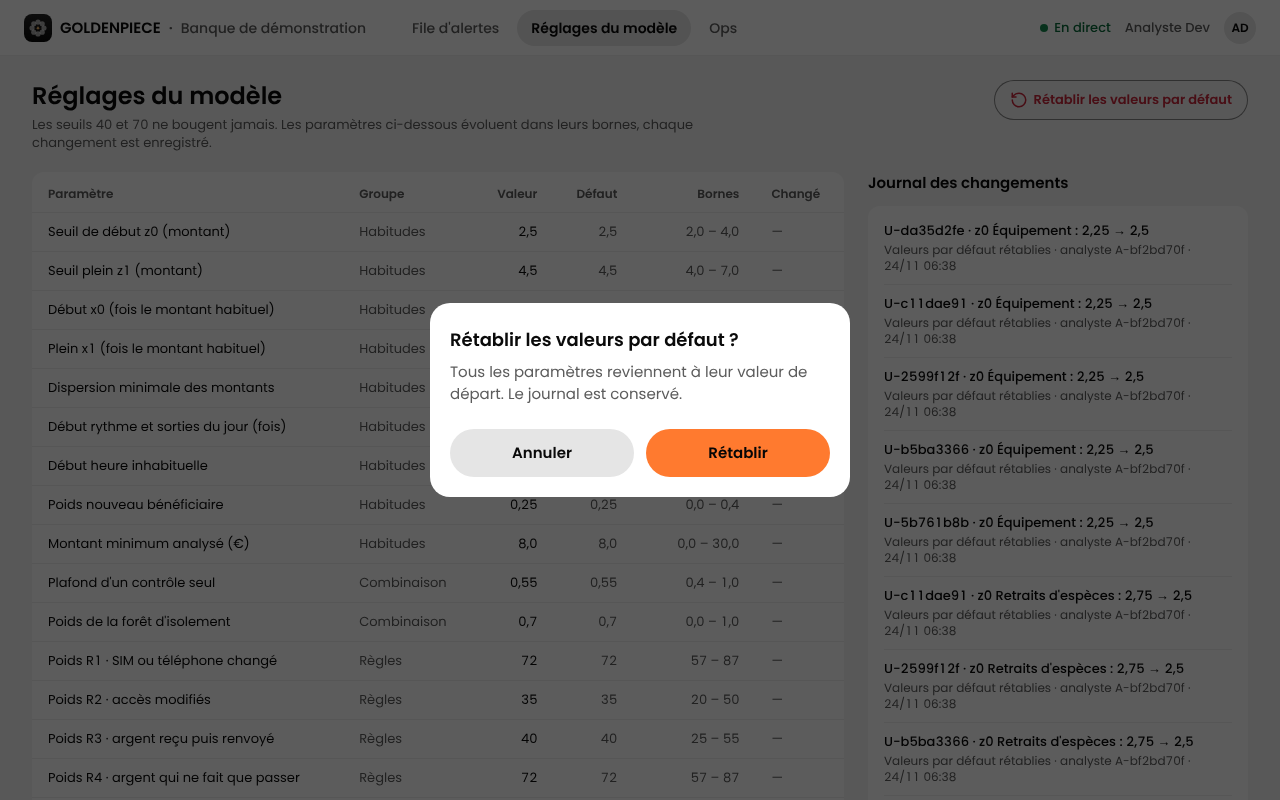 GOLDENPIECE · Banque de démonstration
File d'alertes
Réglages du modèle
Ops
En direct
Analyste Dev
AD
Réglages du modèle
Les seuils 40 et 70 ne bougent jamais. Les paramètres ci-dessous évoluent dans leurs bornes, chaque
changement est enregistré.
Rétablir les valeurs par défaut
Paramètre Groupe Valeur Défaut Bornes Changé
Seuil de début z0 (montant) Habitudes 2,5 2,5 2,0 – 4,0 —
Seuil plein z1 (montant) Habitudes 4,5 4,5 4,0 – 7,0 —
Début x0 (fois le montant habituel) Habitudes
Plein x1 (fois le montant habituel) Habitudes
Dispersion minimale des montants Habitudes
Début rythme et sorties du jour (fois) Habitudes
Début heure inhabituelle Habitudes
Poids nouveau bénéficiaire Habitudes 0,25 0,25 0,0 – 0,4 —
Montant minimum analysé (€) Habitudes 8,0 8,0 0,0 – 30,0 —
Plafond d'un contrôle seul Combinaison 0,55 0,55 0,4 – 1,0 —
Poids de la forêt d'isolement Combinaison 0,7 0,7 0,0 – 1,0 —
Poids R1 · SIM ou téléphone changé Règles 72 72 57 – 87 —
Poids R2 · accès modifiés Règles 35 35 20 – 50 —
Poids R3 · argent reçu puis renvoyé Règles 40 40 25 – 55 —
Poids R4 · argent qui ne fait que passer Règles 72 72 57 – 87 —
Rétablir les valeurs par défaut ?
Tous les paramètres reviennent à leur valeur de
départ. Le journal est conservé.
Annuler
Rétablir
Journal des changements
U-da35d2fe · z0 Équipement : 2,25 → 2,5
Valeurs par défaut rétablies · analyste A-bf2bd70f ·
24/11 06:38
U-c11dae91 · z0 Équipement : 2,25 → 2,5
Valeurs par défaut rétablies · analyste A-bf2bd70f ·
24/11 06:38
U-2599f12f · z0 Équipement : 2,25 → 2,5
Valeurs par défaut rétablies · analyste A-bf2bd70f ·
24/11 06:38
U-b5ba3366 · z0 Équipement : 2,25 → 2,5
Valeurs par défaut rétablies · analyste A-bf2bd70f ·
24/11 06:38
U-5b761b8b · z0 Équipement : 2,25 → 2,5
Valeurs par défaut rétablies · analyste A-bf2bd70f ·
24/11 06:38
U-c11dae91 · z0 Retraits d'espèces : 2,75 → 2,5
Valeurs par défaut rétablies · analyste A-bf2bd70f ·
24/11 06:38
U-2599f12f · z0 Retraits d'espèces : 2,75 → 2,5
Valeurs par défaut rétablies · analyste A-bf2bd70f ·
24/11 06:38
U-b5ba3366 · z0 Retraits d'espèces : 2,75 → 2,5
Valeurs par défaut rétablies · analyste A-bf2bd70f ·
24/11 06:38